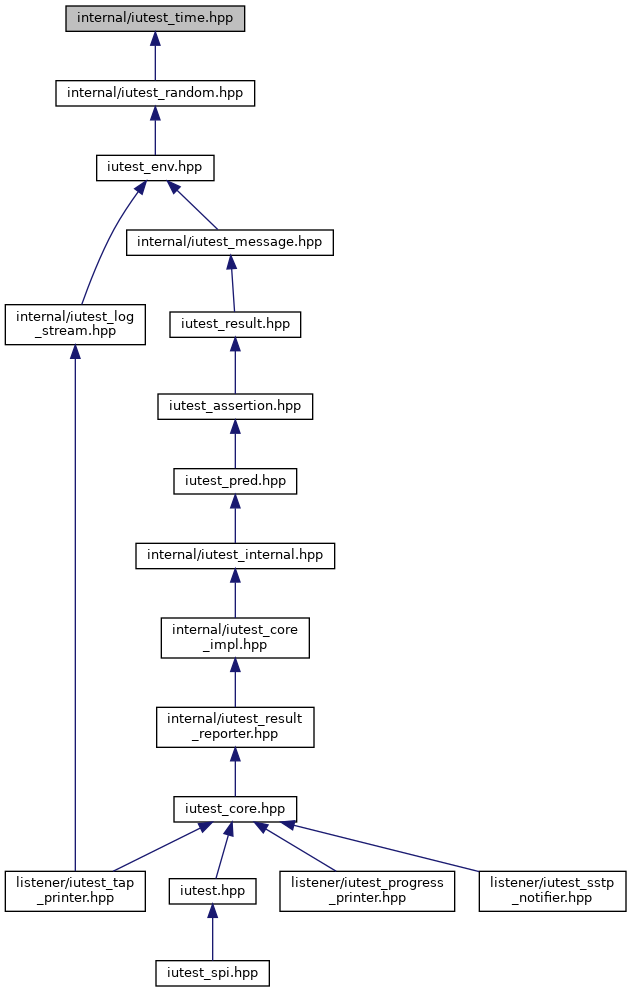 internal/iutest_time.hpp
internal/iutest_random.hpp
iutest_env.hpp
internal/iutest_message.hpp
internal/iutest_log
_stream.hpp
iutest_result.hpp
iutest_assertion.hpp
iutest_pred.hpp
internal/iutest_internal.hpp
internal/iutest_core
_impl.hpp
internal/iutest_result
_reporter.hpp
iutest_core.hpp
listener/iutest_tap
_printer.hpp
iutest.hpp
listener/iutest_progress
_printer.hpp
listener/iutest_sstp
_notifier.hpp
iutest_spi.hpp